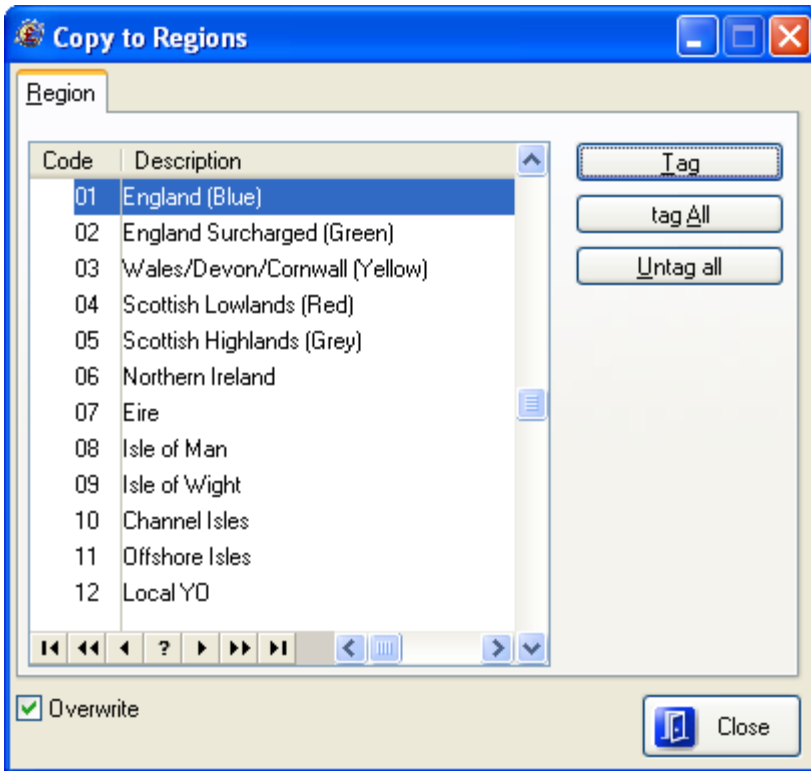 Copy to Regions
Region
Code Description
01 England (Blue)
02 England Surcharged (Green)
03 Wales/Devon/Cornwall (Yellow)
04 Scottish Lowlands (Red)
05 Scottish Highlands (Grey)
06 Northern Ireland
07 Eire
08 Isle of Man
09 Isle of Wight
10 Channel Isles
11 Offshore Isles
12 Local YO
?
Tag
tag All
Untag all
Overwrite
Close